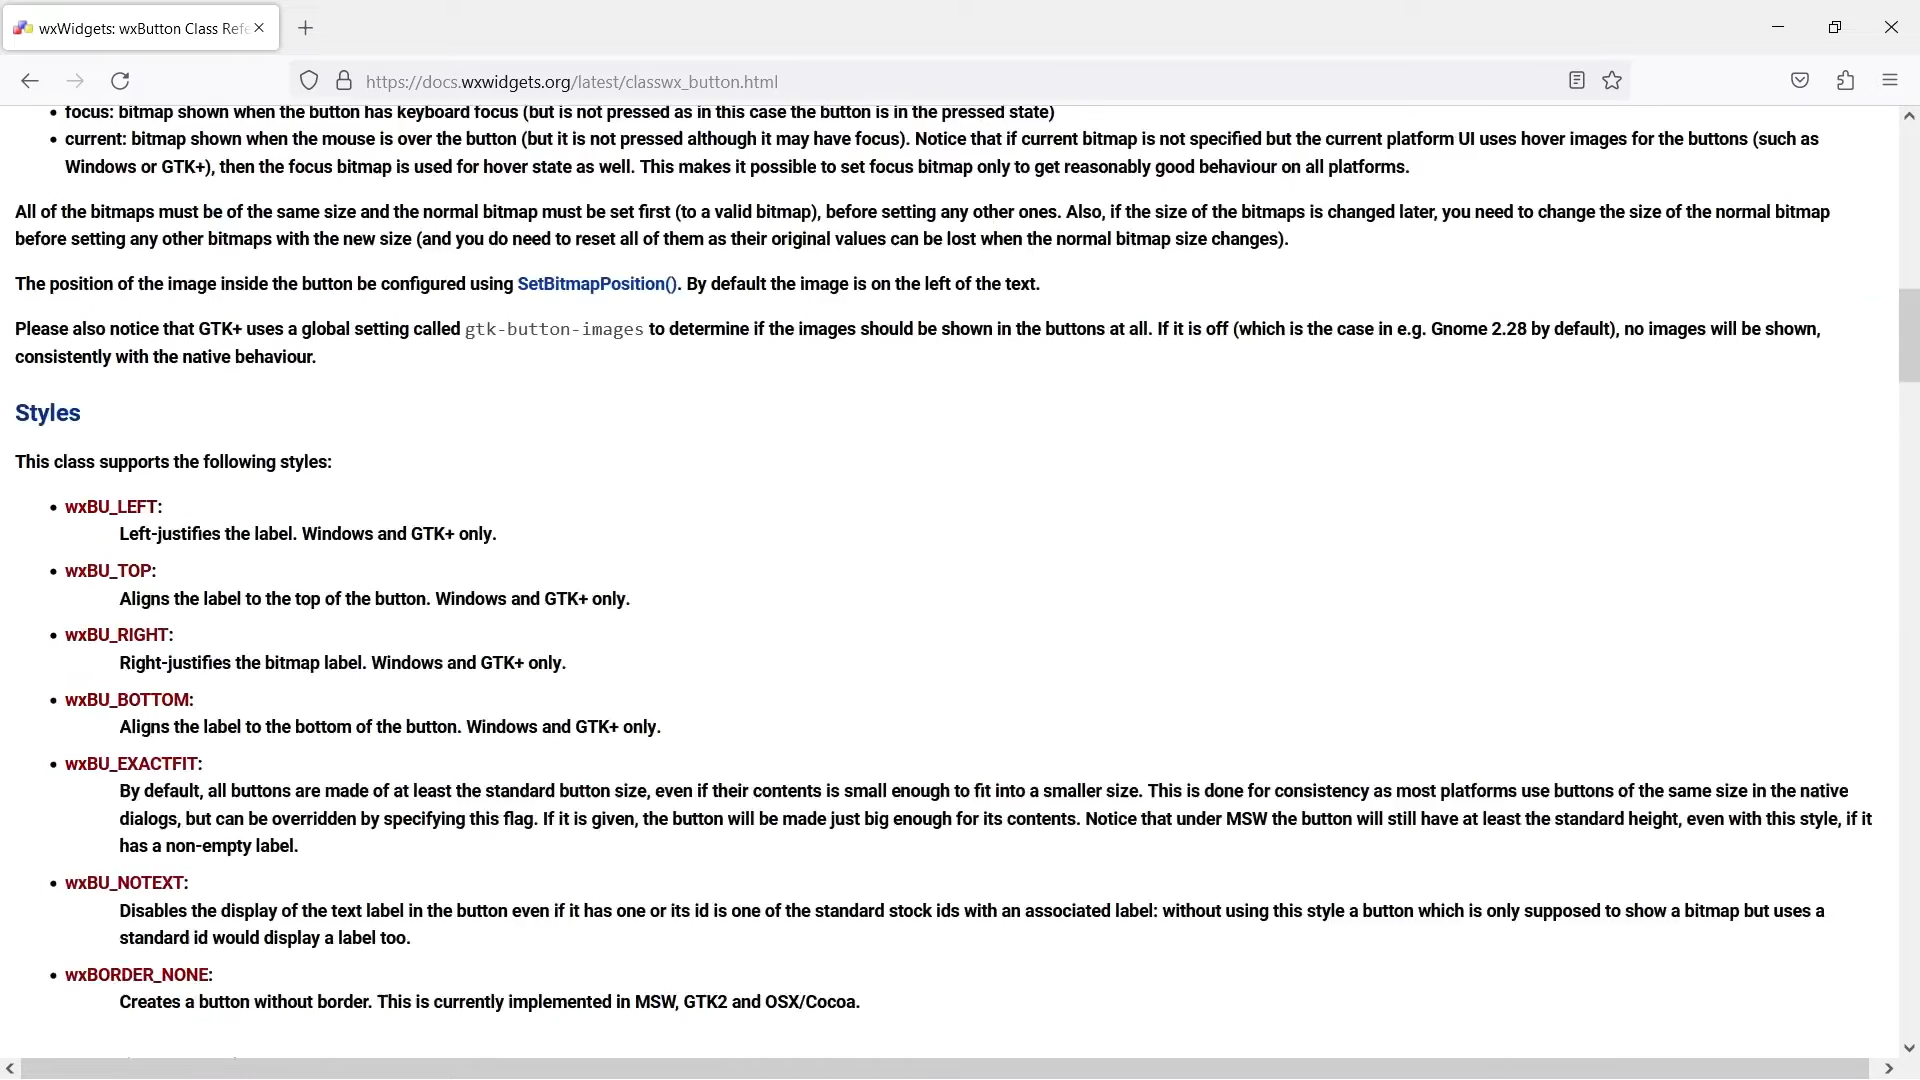 wxWidgets: wxButton Class Refe
https://docs.wxwidgets.org/latest/classwx_button.html
focus: bitmap shown when the button has keyboard focus (but is not pressed as in this case the button is in the pressed state)
current: bitmap shown when the mouse is over the button (but it is not pressed although it may have focus). Notice that if current bitmap is not specified but the current platform UI uses hover images for the buttons (such as
Windows or GTK+), then the focus bitmap is used for hover state as well. This makes it possible to set focus bitmap only to get reasonably good behaviour on all platforms.
All of the bitmaps must be of the same size and the normal bitmap must be set first (to a valid bitmap), before setting any other ones. Also, if the size of the bitmaps is changed later, you need to change the size of the normal bitmap
before setting any other bitmaps with the new size (and you do need to reset all of them as their original values can be lost when the normal bitmap size changes).
The position of the image inside the button be configured using SetBitmapPosition(). By default the image is on the left of the text.
Please also notice that GTK+ uses a global setting called gtk-button-images to determine if the images should be shown in the buttons at all. If it is off (which is the case in e.g. Gnome 2.28 by default), no images will be shown,
consistently with the native behaviour.
Styles
This class supports the following styles:
wxBU_LEFT:
Left-justifies the label. Windows and GTK+ only.
wxBU_TOP:
Aligns the label to the top of the button. Windows and GTK+ only.
wxBU_RIGHT:
Right-justifies the bitmap label. Windows and GTK+ only.
wxBU_BOTTOM:
Aligns the label to the bottom of the button. Windows and GTK+ only.
wxBU_EXACTFIT:
By default, all buttons are made of at least the standard button size, even if their contents is small enough to fit into a smaller size. This is done for consistency as most platforms use buttons of the same size in the native
dialogs, but can be overridden by specifying this flag. If it is given, the button will be made just big enough for its contents. Notice that under MSW the button will still have at least the standard height, even with this style, if it
has a non-empty label.
wxBU_NOTEXT:
Disables the display of the text label in the button even if it has one or its id is one of the standard stock ids with an associated label: without using this style a button which is only supposed to show a bitmap but uses a
standard id would display a label too.
wxBORDER_NONE:
Creates a button without border. This is currently implemented in MSW, GTK2 and OSX/Cocoa.